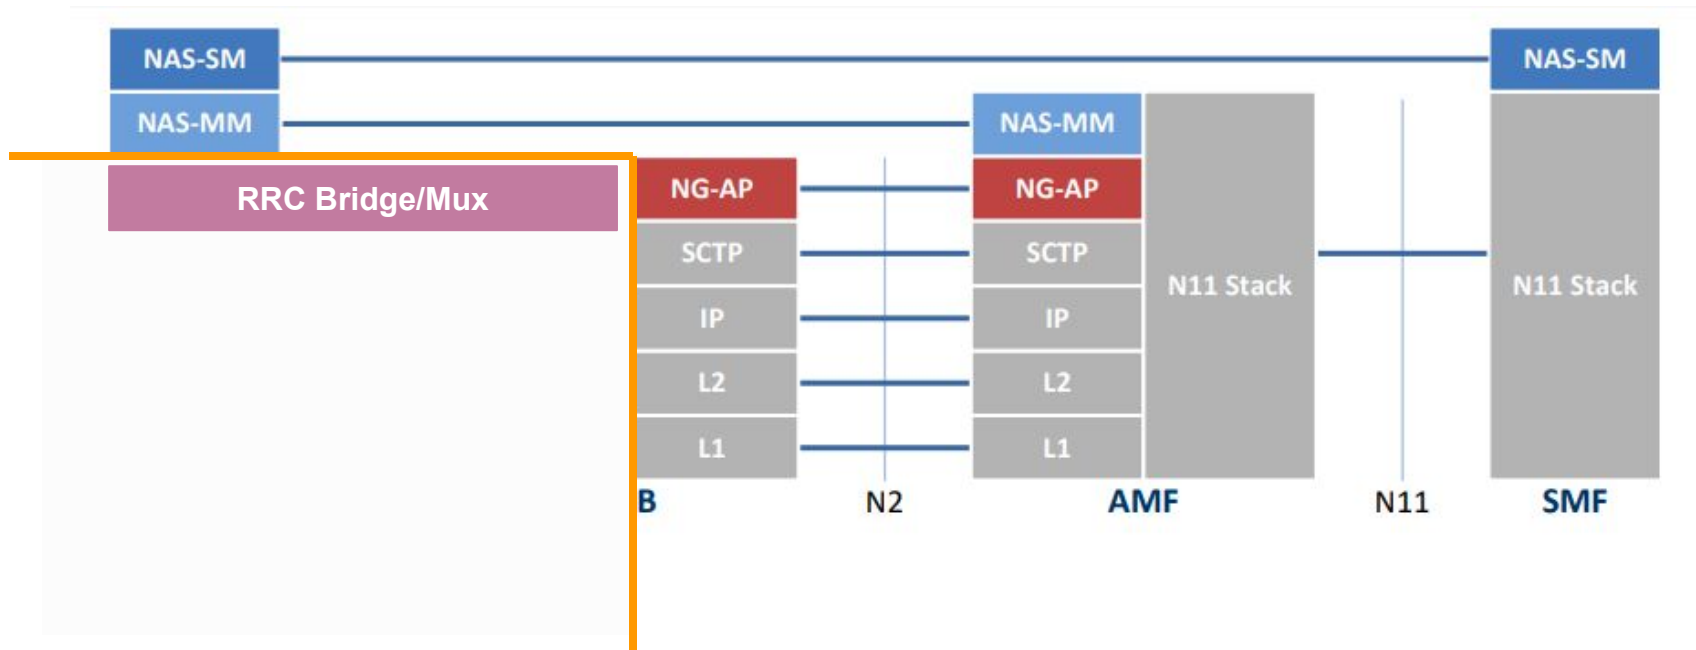 NAS-SM
NAS-SM
NAS-MM
NAS-MM
RRC Bridge/Mux
NG-AP
NG-AP
SCTP
SCTP
N11 Stack
N11 Stack
IP
IP
L2
L2
L1
L1
B
N2
AMF
N11
SMF